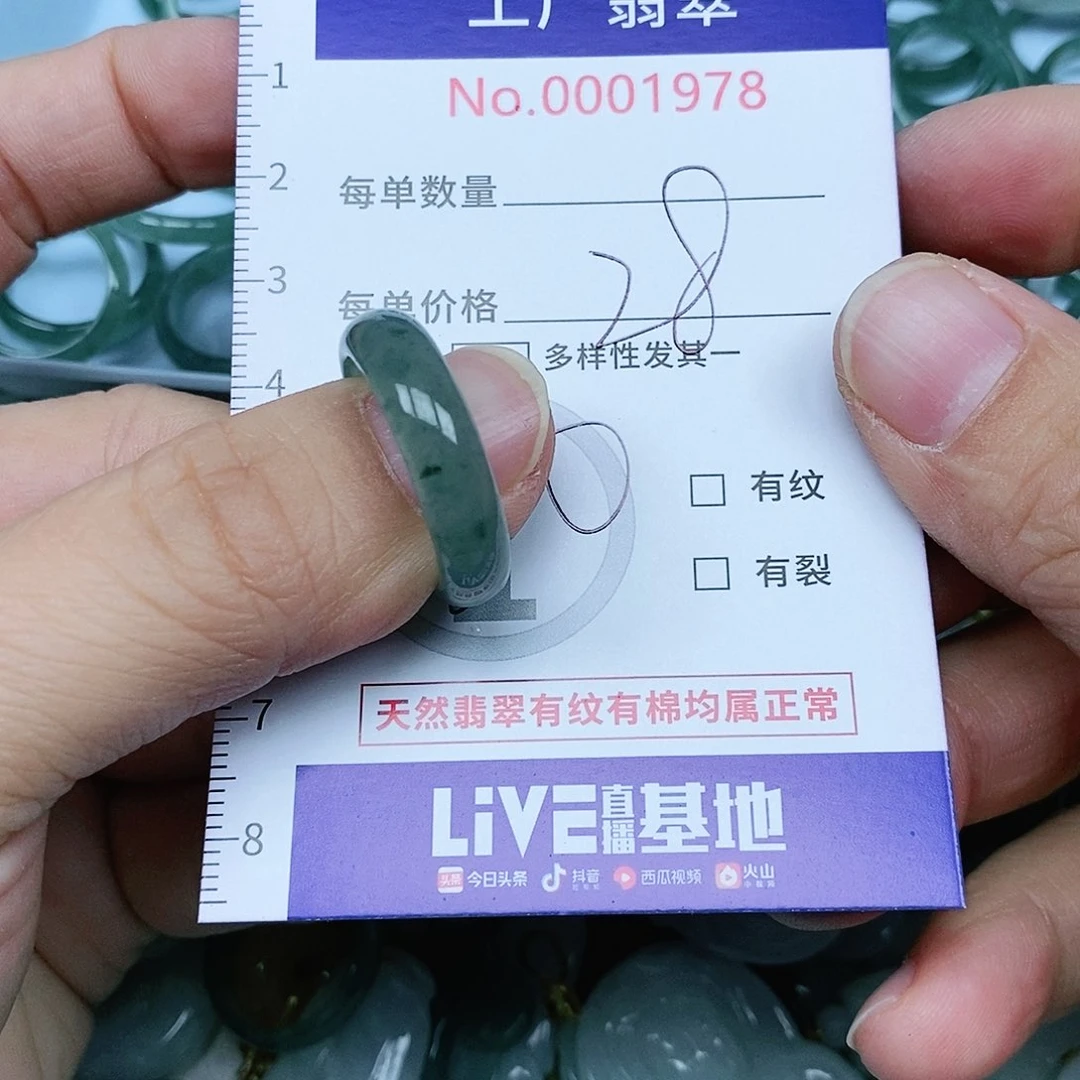 工厂翡翠
No.0001978
每单数量
28
每单价格
多样性发其一
0
有纹
有裂
天然翡翠有纹有棉均属正常
LiVE直播基地
今日头条 抖音 西瓜视频 火山
1
2
3
4
7
8